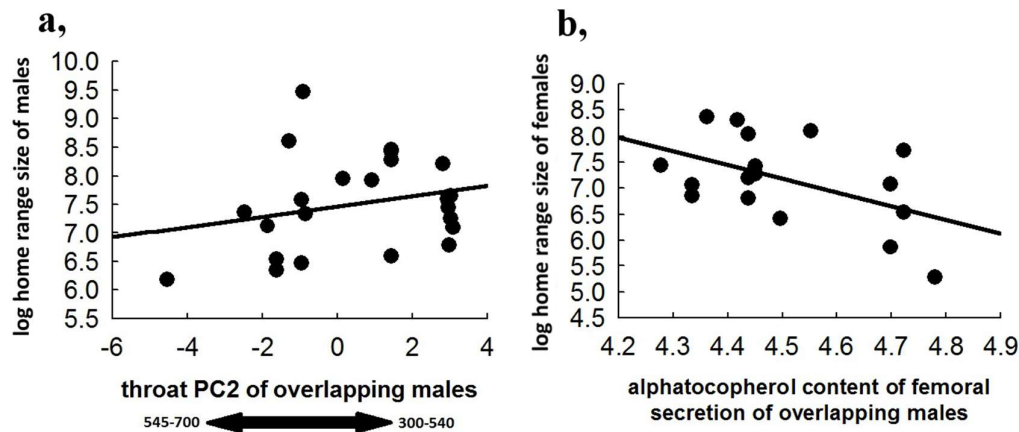 a,
log home range size of males
10.0
9.5
9.0
8.5
8.0
7.5
7.0
6.5
6.0
5.5
-6 -4 -2 0 2 4
throat PC2 of overlapping males
545-700 300-540
b,
log home range size of females
9.0
8.5
8.0
7.5
7.0
6.5
6.0
5.5
5.0
4.5
4.2 4.3 4.4 4.5 4.6 4.7 4.8 4.9
alphatocopherol content of femoral
secretion of overlapping males